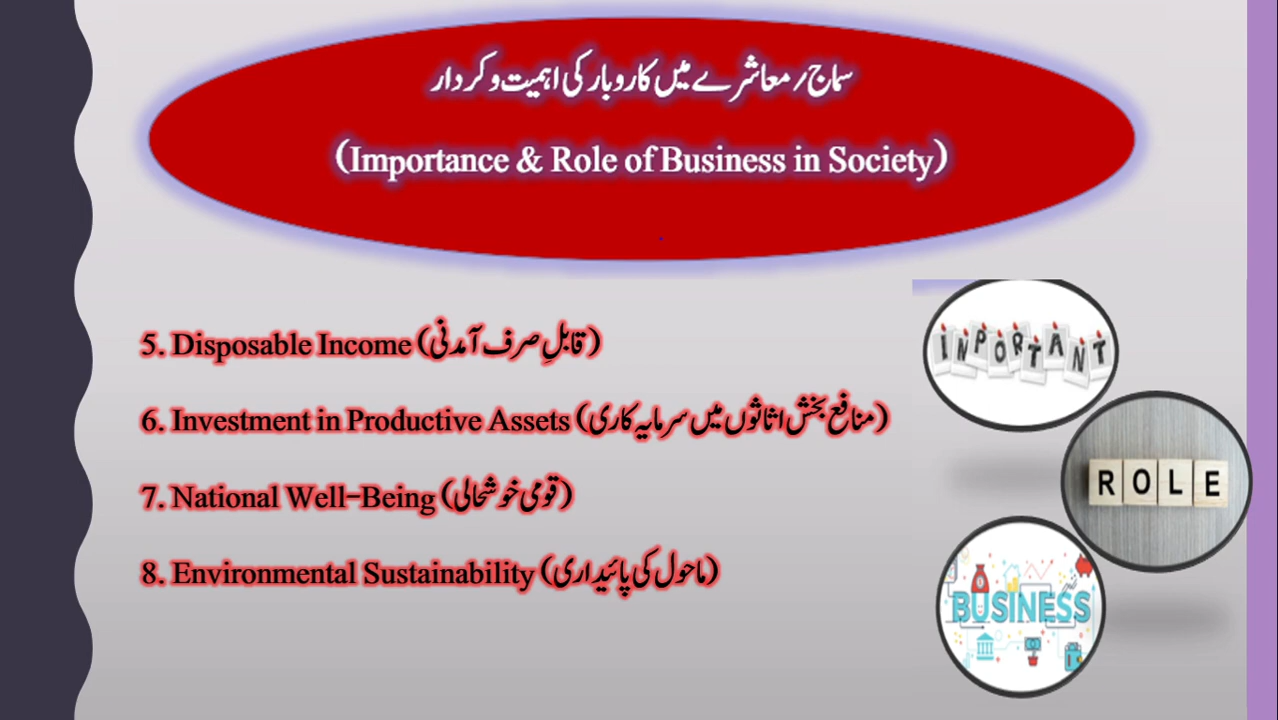 سماج / معاشرے میں کاروبار کی اہمیت و کردار
(Importance & Role of Business in Society)
5. Disposable Income (قابلِ صرف آمدنی)
6. Investment in Productive Assets (منافع بخش اثاثوں میں سرمایہ کاری)
7. National Well-Being (قومی خوشحالی)
8. Environmental Sustainability (ماحول کی پائیداری)
IMPORTANT
ROLE
BUSINESS